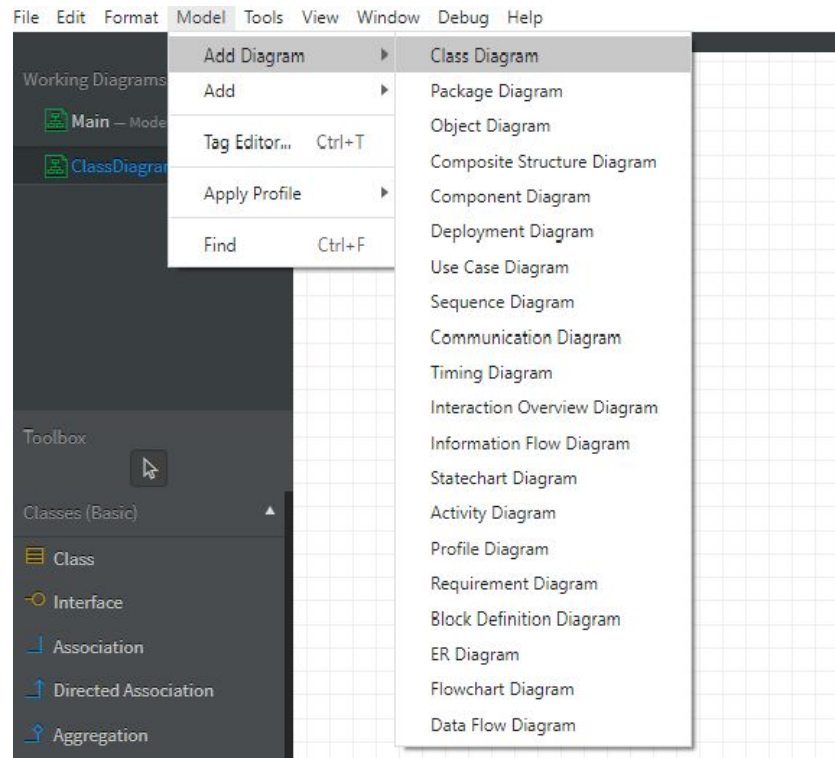 File Edit Format Model Tools View Window Debug Help
Working Diagrams
Main — Mode
ClassDiagra
Add Diagram
Add
Tag Editor... Ctrl+T
Apply Profile
Find Ctrl+F
Class Diagram
Package Diagram
Object Diagram
Composite Structure Diagram
Component Diagram
Deployment Diagram
Use Case Diagram
Sequence Diagram
Communication Diagram
Timing Diagram
Interaction Overview Diagram
Information Flow Diagram
Statechart Diagram
Activity Diagram
Profile Diagram
Requirement Diagram
Block Definition Diagram
ER Diagram
Flowchart Diagram
Data Flow Diagram
Toolbox
Classes (Basic)
Class
Interface
Association
Directed Association
Aggregation